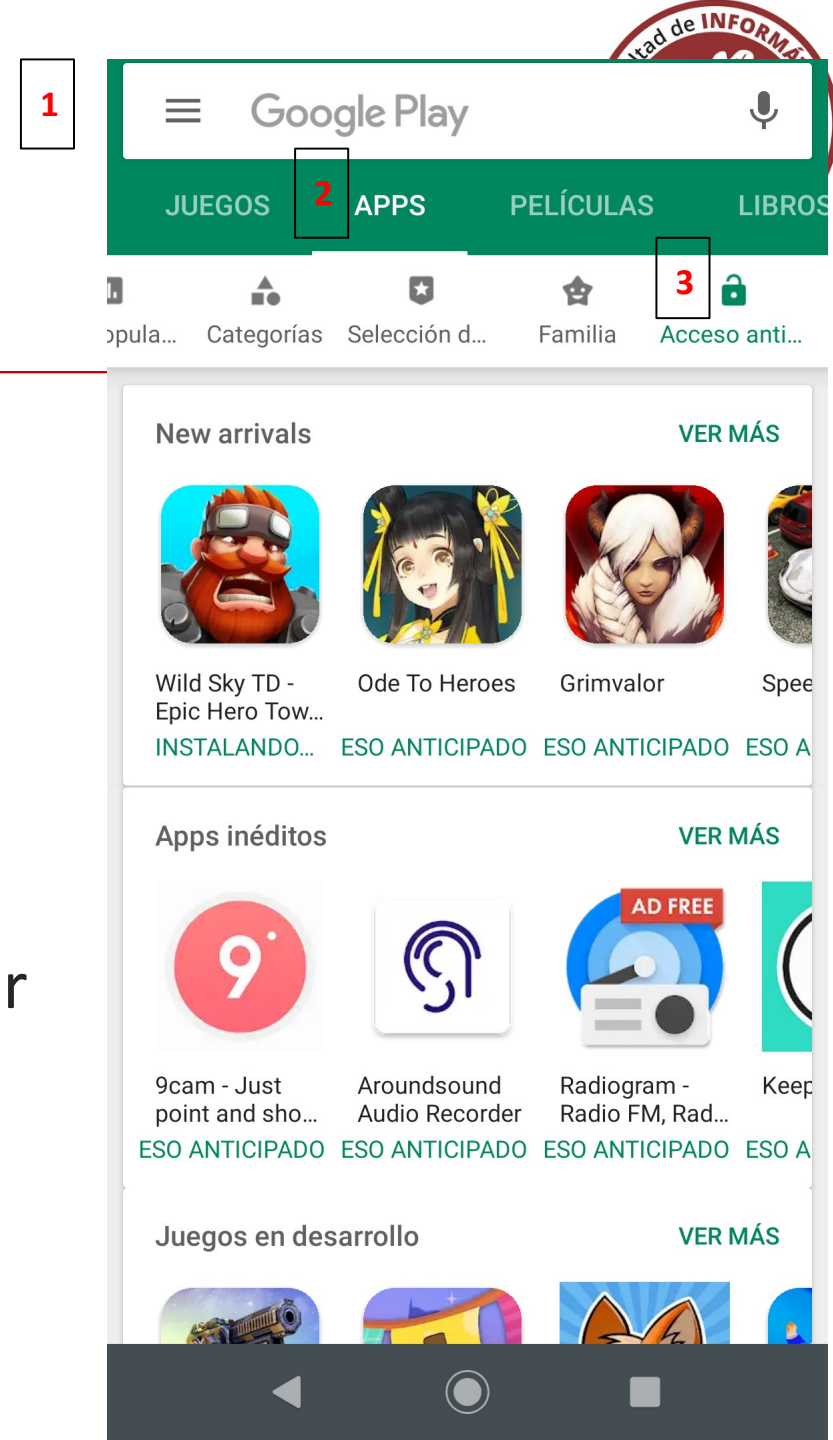 tad de INFORMÁ
1
Google Play
JUEGOS
2
APPS
PELÍCULAS
LIBROS
3
opula...
Categorías
Selección d...
Familia
Acceso anti...
New arrivals
VER MÁS
Wild Sky TD -
Epic Hero Tow...
INSTALANDO...
Ode To Heroes
ESO ANTICIPADO
Grimvalor
ESO ANTICIPADO
Spee
ESO A
Apps inéditos
VER MÁS
9
AD FREE
9cam - Just
point and sho...
ESO ANTICIPADO
Aroundsound
Audio Recorder
ESO ANTICIPADO
Radiogram -
Radio FM, Rad...
ESO ANTICIPADO
Keep
ESO A
r
Juegos en desarrollo
VER MÁS